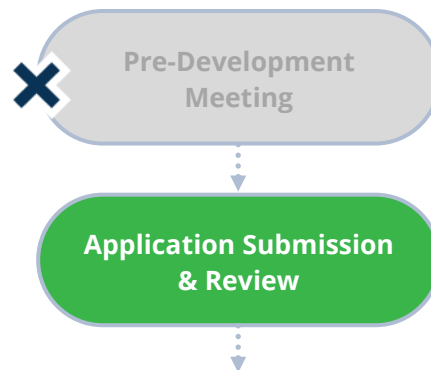 Pre-Development
Meeting
Application Submission
& Review